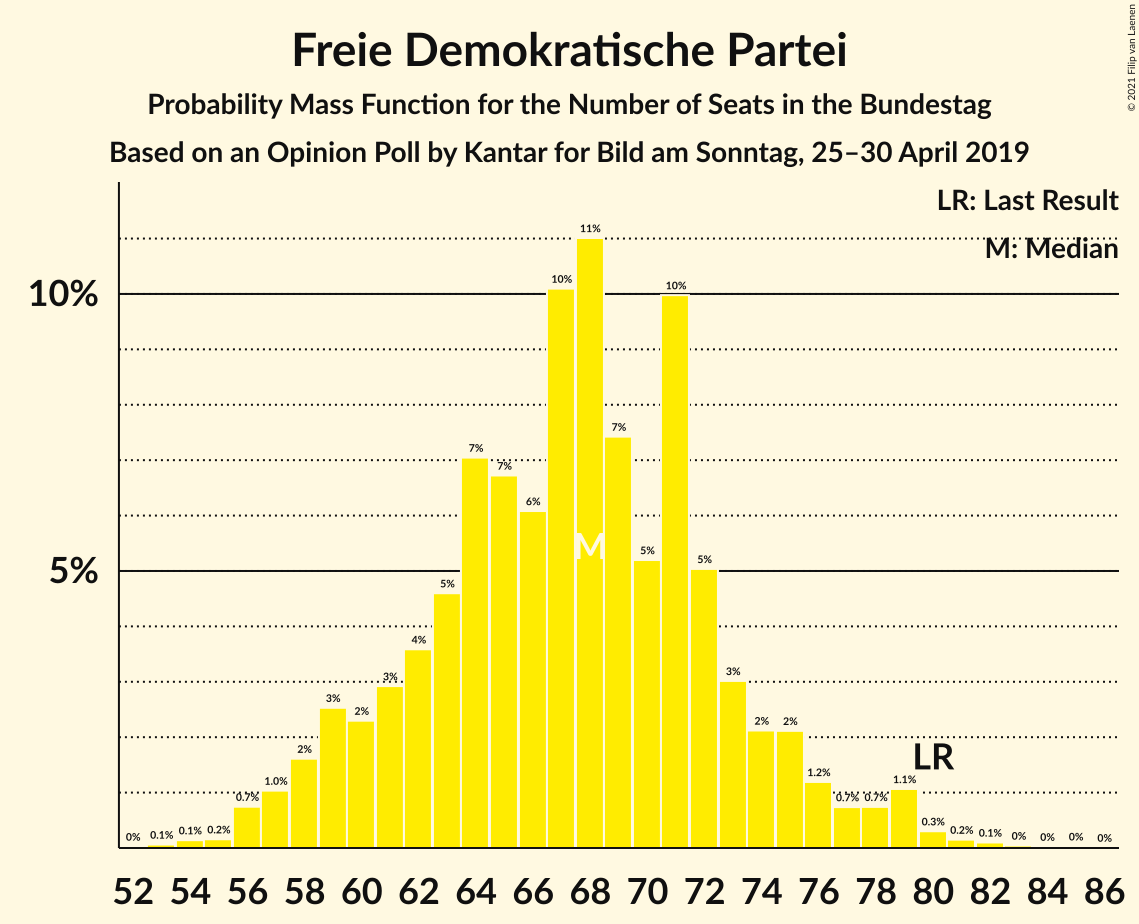 Freie Demokratische Partei
Probability Mass Function for the Number of Seats in the Bundestag
Based on an Opinion Poll by Kantar for Bild am Sonntag, 25–30 April 2019
© 2021 Filip van Laenen
LR: Last Result
M: Median
10%
5%
0% 0.1% 0.1% 0.2% 0.7% 1.0% 2% 3% 2% 3% 4% 5% 7% 7% 6% 10% 11% 7% 5% 10% 5% 3% 2% 2% 1.2% 0.7% 0.7% 1.1% 0.3% 0.2% 0.1% 0% 0% 0% 0%
M
LR
52 54 56 58 60 62 64 66 68 70 72 74 76 78 80 82 84 86